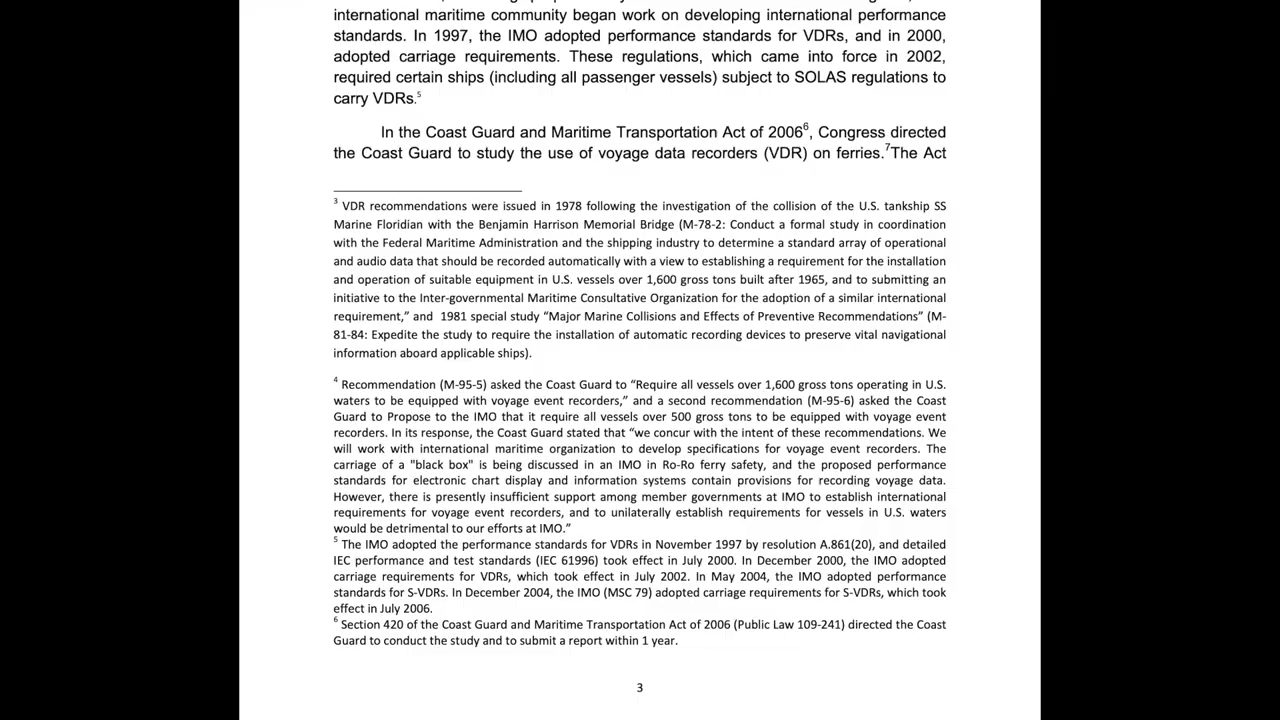 international maritime community began work on developing international performance
standards. In 1997, the IMO adopted performance standards for VDRs, and in 2000,
adopted carriage requirements. These regulations, which came into force in 2002,
required certain ships (including all passenger vessels) subject to SOLAS regulations to
carry VDRs.5
In the Coast Guard and Maritime Transportation Act of 20066, Congress directed
the Coast Guard to study the use of voyage data recorders (VDR) on ferries.7The Act
3 VDR recommendations were issued in 1978 following the investigation of the collision of the U.S. tankship SS
Marine Floridian with the Benjamin Harrison Memorial Bridge (M-78-2: Conduct a formal study in coordination
with the Federal Maritime Administration and the shipping industry to determine a standard array of operational
and audio data that should be recorded automatically with a view to establishing a requirement for the installation
and operation of suitable equipment in U.S. vessels over 1,600 gross tons built after 1965, and to submitting an
initiative to the Inter-governmental Maritime Consultative Organization for the adoption of a similar international
requirement,” and 1981 special study “Major Marine Collisions and Effects of Preventive Recommendations” (M-
81-84: Expedite the study to require the installation of automatic recording devices to preserve vital navigational
information aboard applicable ships).
4 Recommendation (M-95-5) asked the Coast Guard to “Require all vessels over 1,600 gross tons operating in U.S.
waters to be equipped with voyage event recorders,” and a second recommendation (M-95-6) asked the Coast
Guard to Propose to the IMO that it require all vessels over 500 gross tons to be equipped with voyage event
recorders. In its response, the Coast Guard stated that “we concur with the intent of these recommendations. We
will work with international maritime organization to develop specifications for voyage event recorders. The
carriage of a "black box" is being discussed in an IMO in Ro-Ro ferry safety, and the proposed performance
standards for electronic chart display and information systems contain provisions for recording voyage data.
However, there is presently insufficient support among member governments at IMO to establish international
requirements for voyage event recorders, and to unilaterally establish requirements for vessels in U.S. waters
would be detrimental to our efforts at IMO.”
5 The IMO adopted the performance standards for VDRs in November 1997 by resolution A.861(20), and detailed
IEC performance and test standards (IEC 61996) took effect in July 2000. In December 2000, the IMO adopted
carriage requirements for VDRs, which took effect in July 2002. In May 2004, the IMO adopted performance
standards for S-VDRs. In December 2004, the IMO (MSC 79) adopted carriage requirements for S-VDRs, which took
effect in July 2006.
6 Section 420 of the Coast Guard and Maritime Transportation Act of 2006 (Public Law 109-241) directed the Coast
Guard to conduct the study and to submit a report within 1 year.
3